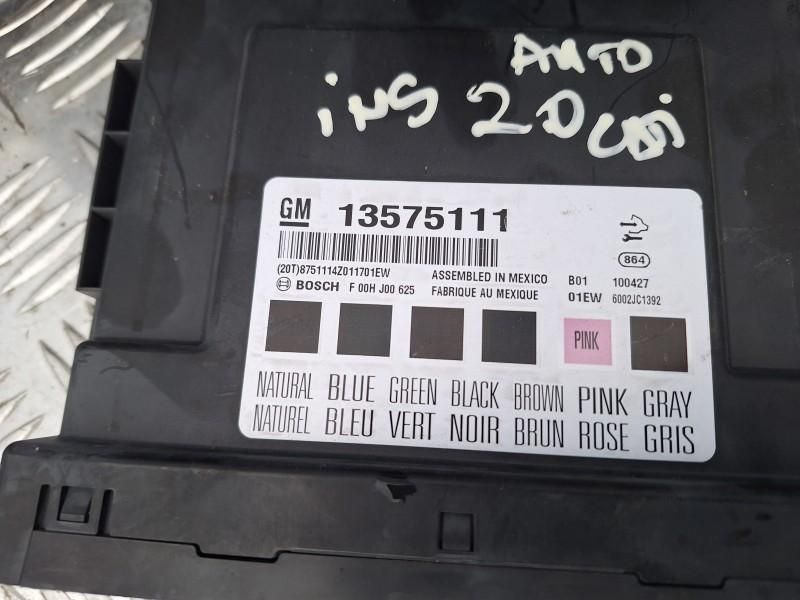 AUTO
iNS 2.0 CDTi
GM 13575111
(20T)8751114Z011701EW
BOSCH F 00H J00 625
ASSEMBLED IN MEXICO
FABRIQUE AU MEXIQUE
864
B01 100427
01EW 6002JC1392
PINK
NATURAL BLUE GREEN BLACK BROWN PINK GRAY
NATUREL BLEU VERT NOIR BRUN ROSE GRIS